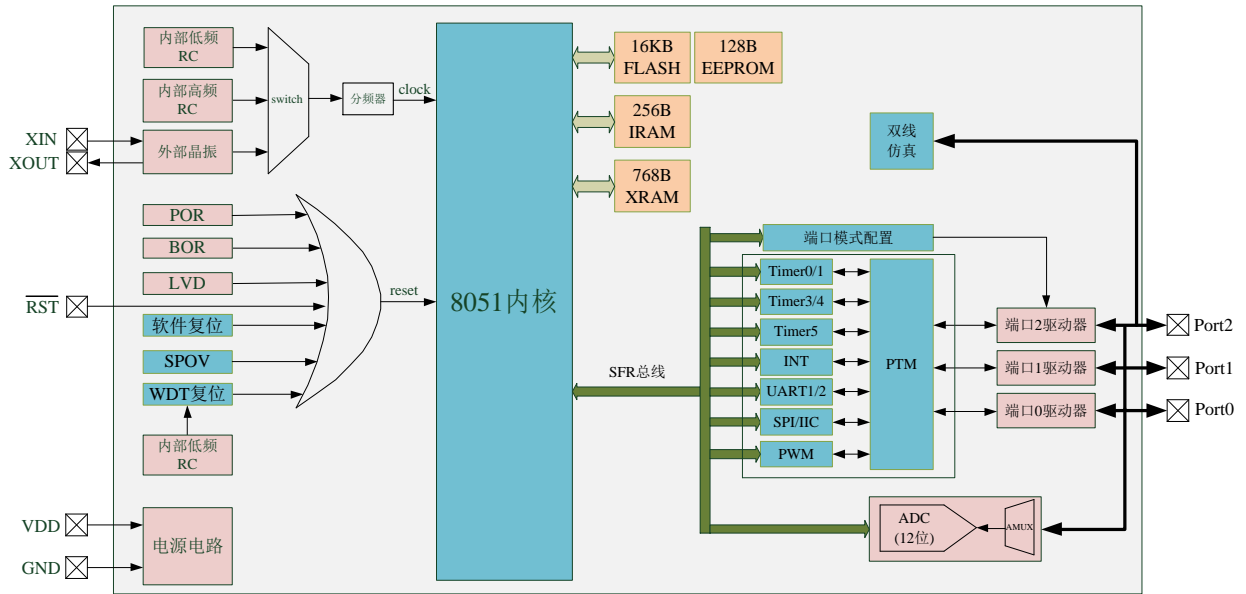 内部低频
RC
内部高频
RC
XIN
XOUT
外部晶振
switch
分频器
clock
POR
BOR
LVD
RST
软件复位
SPOV
WDT复位
内部低频
RC
reset
VDD
GND
电源电路
8051内核
16KB
FLASH
128B
EEPROM
256B
IRAM
768B
XRAM
双线
仿真
SFR总线
端口模式配置
Timer0/1
Timer3/4
Timer5
INT
UART1/2
SPI/IIC
PWM
PTM
端口2驱动器
端口1驱动器
端口0驱动器
Port2
Port1
Port0
ADC
(12位)
AMUX